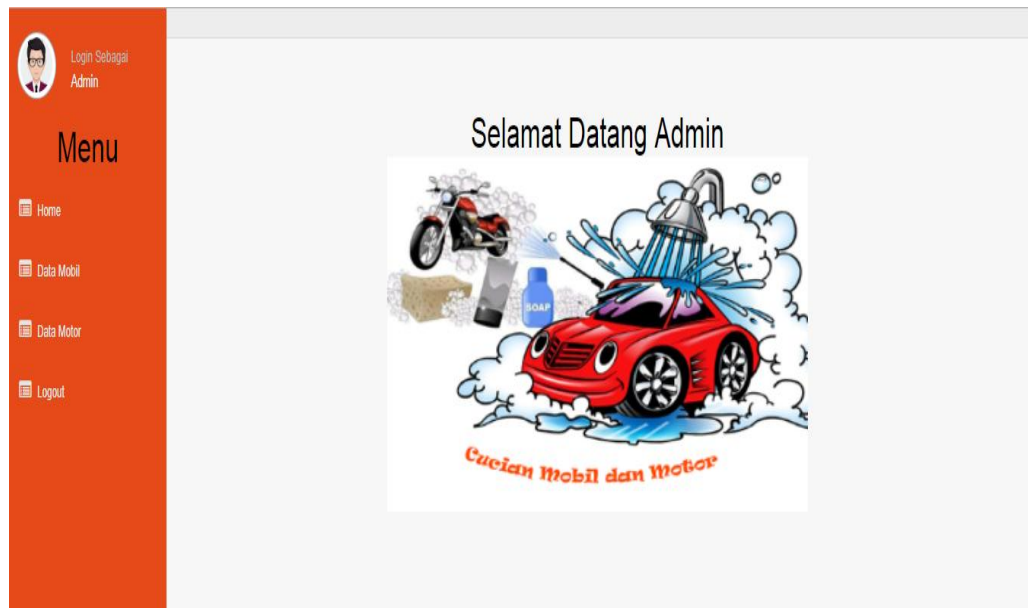 Login Sebagai
Admin
Menu
Home
Data Mobil
Data Motor
Logout
Selamat Datang Admin
SOAP
Cucian Mobil dan Motor